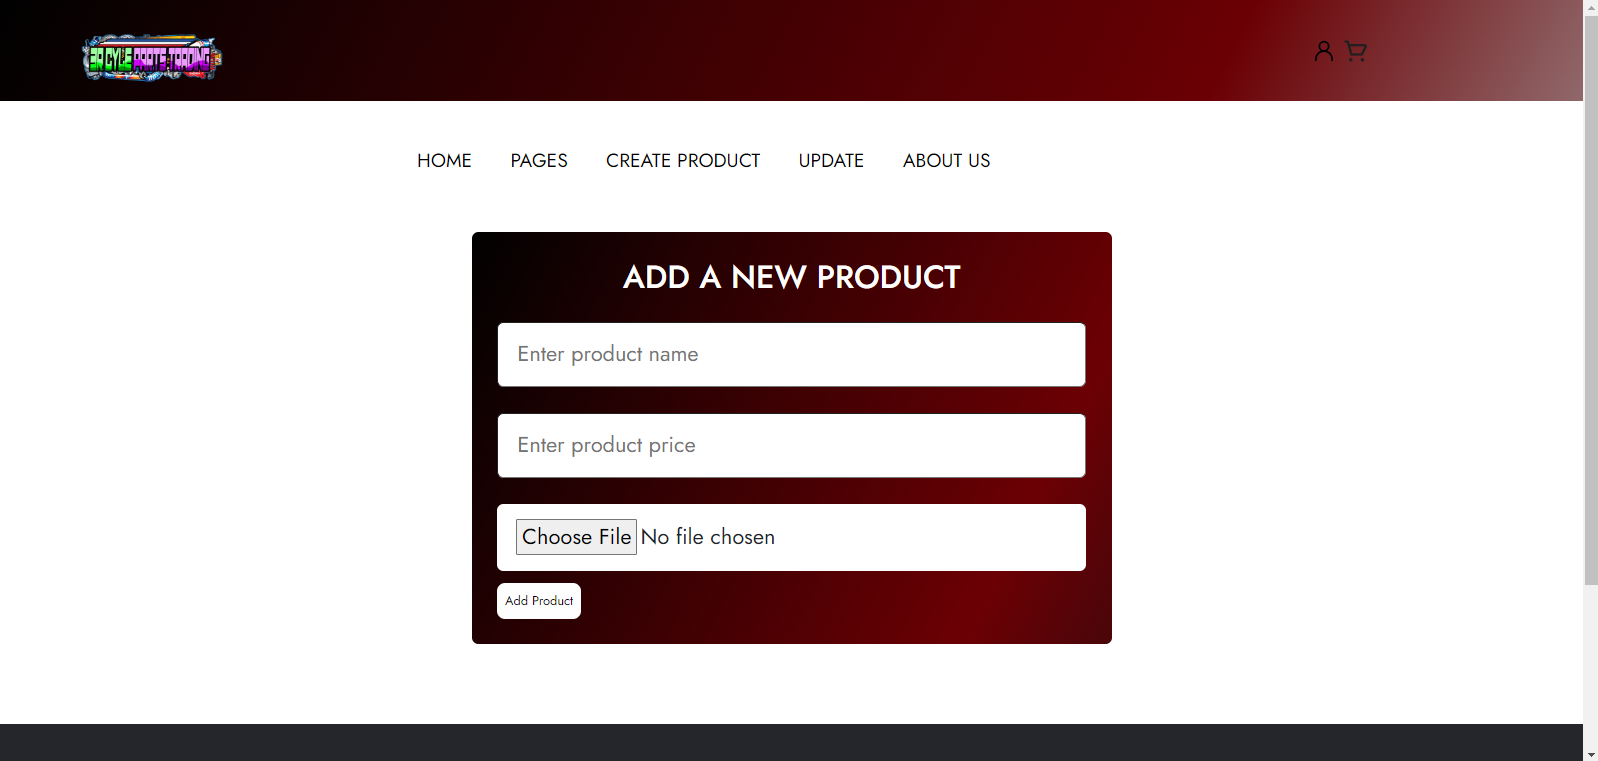 HOME PAGES CREATE PRODUCT UPDATE ABOUT US
ADD A NEW PRODUCT
Enter product name
Enter product price
Choose File No file chosen
Add Product